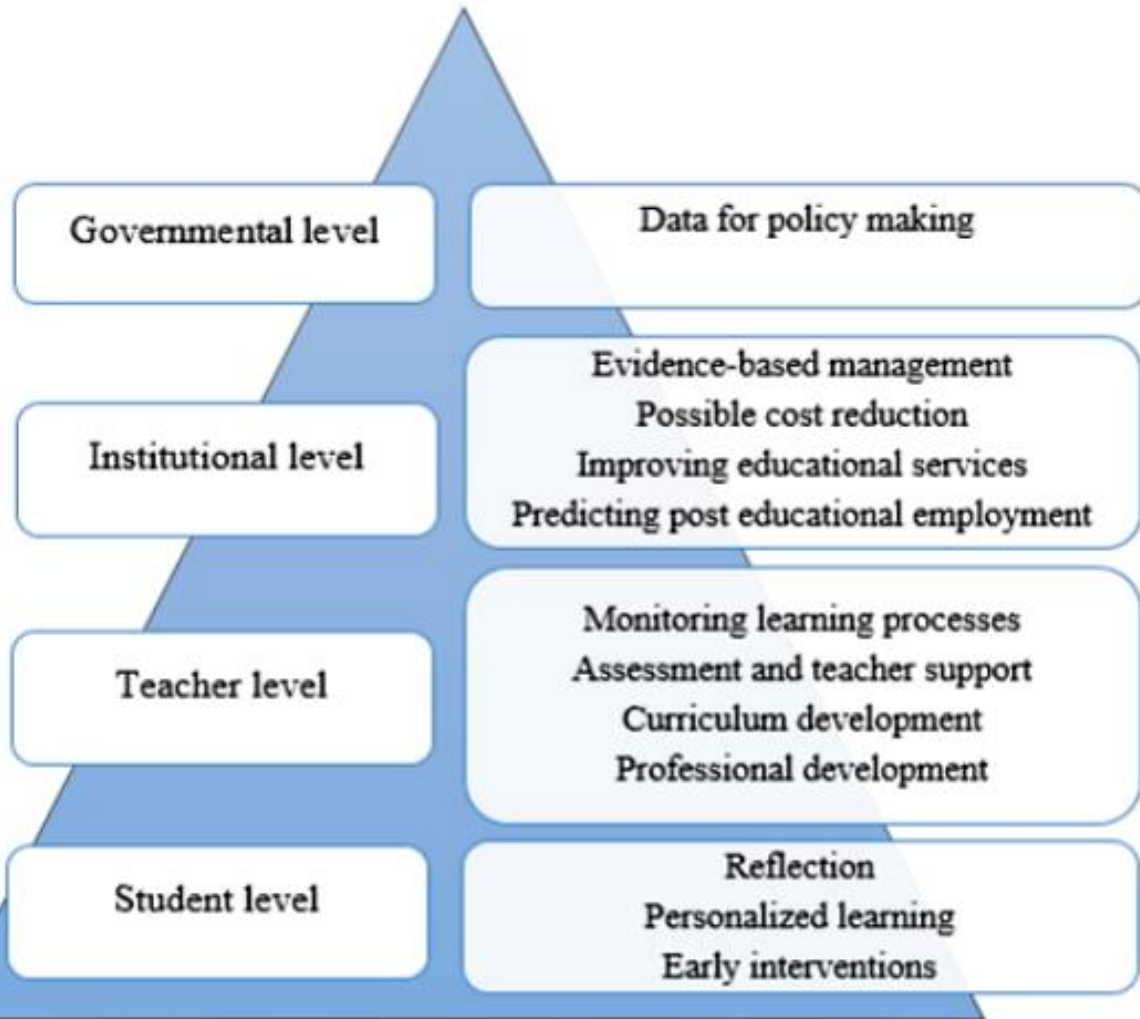 Governmental level
Data for policy making
Institutional level
Evidence-based management
Possible cost reduction
Improving educational services
Predicting post educational employment
Teacher level
Monitoring learning processes
Assessment and teacher support
Curriculum development
Professional development
Student level
Reflection
Personalized learning
Early interventions